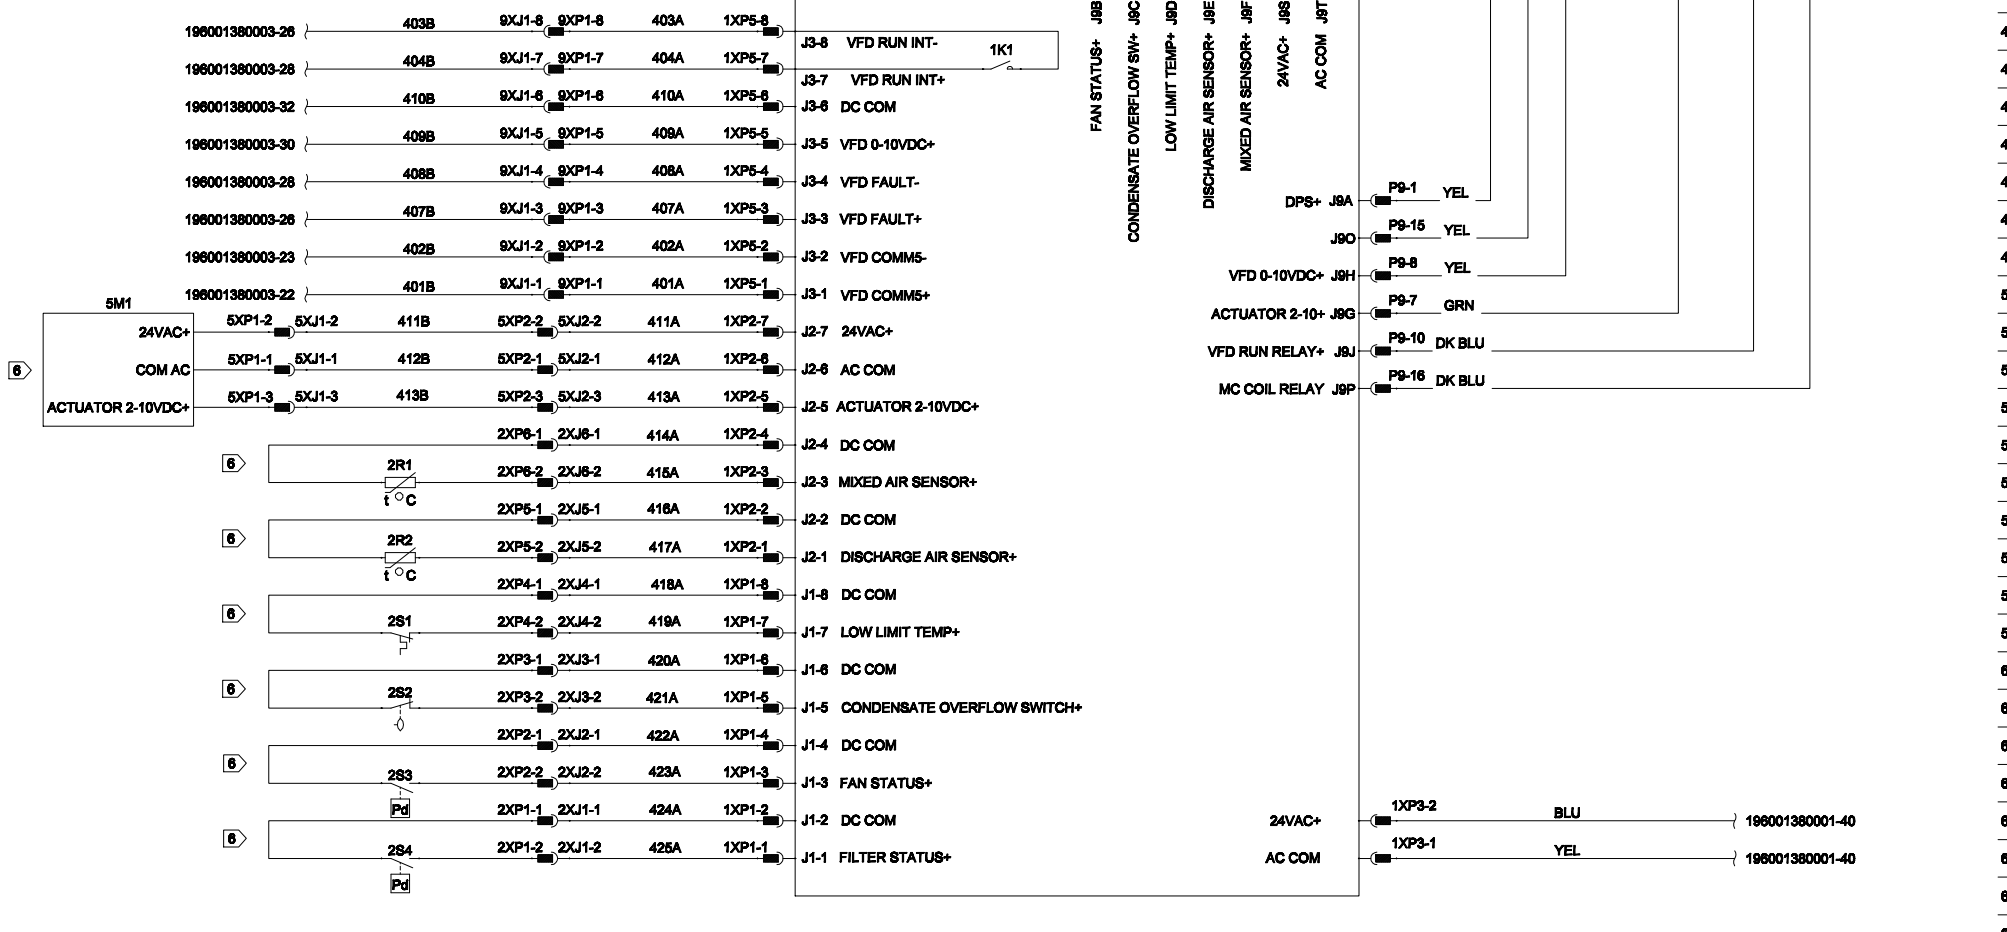 196001380003-26 403B 9XJ1-8 9XP1-8 403A 1XP5-8 J3-8 VFD RUN INT-
1K1
196001380003-28 404B 9XJ1-7 9XP1-7 404A 1XP5-7 J3-7 VFD RUN INT+
196001380003-32 410B 9XJ1-6 9XP1-6 410A 1XP5-6 J3-6 DC COM
196001380003-30 409B 9XJ1-5 9XP1-5 409A 1XP5-5 J3-5 VFD 0-10VDC+
196001380003-28 408B 9XJ1-4 9XP1-4 408A 1XP5-4 J3-4 VFD FAULT-
196001380003-26 407B 9XJ1-3 9XP1-3 407A 1XP5-3 J3-3 VFD FAULT+
196001380003-23 402B 9XJ1-2 9XP1-2 402A 1XP5-2 J3-2 VFD COMM5-
196001380003-22 401B 9XJ1-1 9XP1-1 401A 1XP5-1 J3-1 VFD COMM5+
5M1
24VAC+ 5XP1-2 5XJ1-2 411B 5XP2-2 5XJ2-2 411A 1XP2-7 J2-7 24VAC+
6 COM AC 5XP1-1 5XJ1-1 412B 5XP2-1 5XJ2-1 412A 1XP2-6 J2-6 AC COM
ACTUATOR 2-10VDC+ 5XP1-3 5XJ1-3 413B 5XP2-3 5XJ2-3 413A 1XP2-5 J2-5 ACTUATOR 2-10VDC+
2XP6-1 2XJ6-1 414A 1XP2-4 J2-4 DC COM
6 2R1 2XP6-2 2XJ6-2 415A 1XP2-3 J2-3 MIXED AIR SENSOR+
t°C
2XP5-1 2XJ5-1 416A 1XP2-2 J2-2 DC COM
6 2R2 2XP5-2 2XJ5-2 417A 1XP2-1 J2-1 DISCHARGE AIR SENSOR+
t°C
2XP4-1 2XJ4-1 418A 1XP1-8 J1-8 DC COM
6 2S1 2XP4-2 2XJ4-2 419A 1XP1-7 J1-7 LOW LIMIT TEMP+
2XP3-1 2XJ3-1 420A 1XP1-6 J1-6 DC COM
6 2S2 2XP3-2 2XJ3-2 421A 1XP1-5 J1-5 CONDENSATE OVERFLOW SWITCH+
2XP2-1 2XJ2-1 422A 1XP1-4 J1-4 DC COM
6 2S3 2XP2-2 2XJ2-2 423A 1XP1-3 J1-3 FAN STATUS+
Pd
2XP1-1 2XJ1-1 424A 1XP1-2 J1-2 DC COM
6 2S4 2XP1-2 2XJ1-2 425A 1XP1-1 J1-1 FILTER STATUS+
Pd
FAN STATUS+ J9B
CONDENSATE OVERFLOW SW+ J9C
LOW LIMIT TEMP+ J9D
DISCHARGE AIR SENSOR+ J9E
MIXED AIR SENSOR+ J9F
24VAC+ J9S
AC COM J9T
DPS+ J9A P9-1 YEL
J9O P9-15 YEL
VFD 0-10VDC+ J9H P9-8 YEL
ACTUATOR 2-10+ J9G P9-7 GRN
VFD RUN RELAY+ J9J P9-10 DK BLU
MC COIL RELAY J9P P9-16 DK BLU
24VAC+ 1XP3-2 BLU 196001380001-40
AC COM 1XP3-1 YEL 196001380001-40